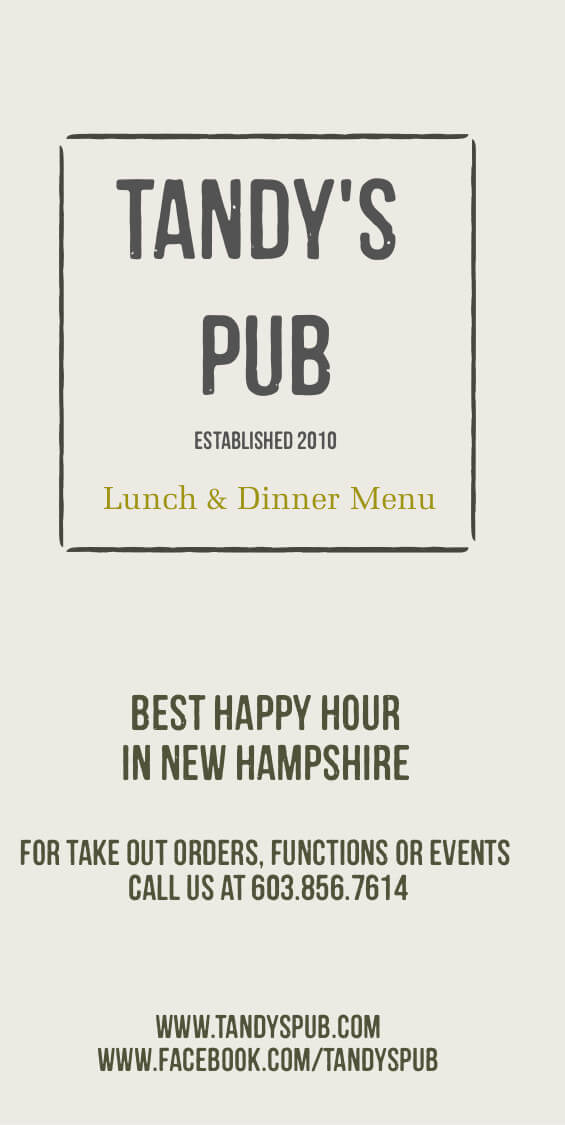 TANDY'S
PUB
ESTABLISHED 2010
Lunch & Dinner Menu
BEST HAPPY HOUR
IN NEW HAMPSHIRE
FOR TAKE OUT ORDERS, FUNCTIONS OR EVENTS
CALL US AT 603.856.7614
WWW.TANDYSPUB.COM
WWW.FACEBOOK.COM/TANDYSPUB